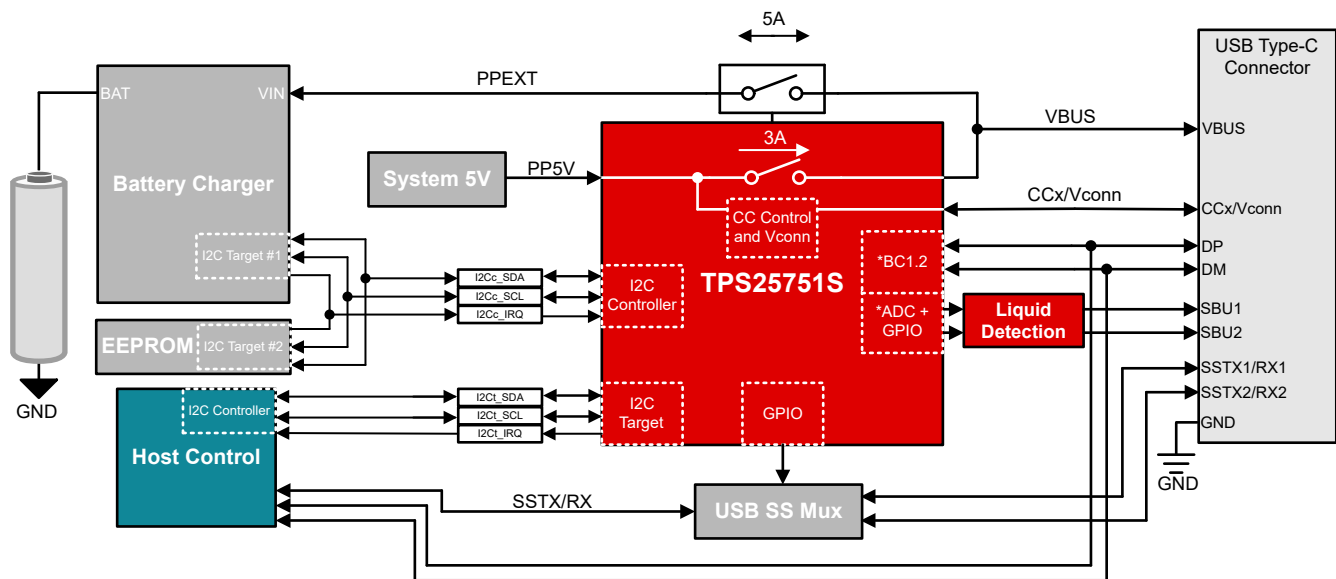 5A
USB Type-C
Connector
PPEXT
BAT
VIN
VBUS
VBUS
3A
Battery Charger
System 5V
PP5V
CCx/Vconn
CCx/Vconn
CC Control
and Vconn
I2C Target #1
DP
*BC1.2
DM
TPS25751S
I2Cc_SDA
I2Cc_SCL
I2Cc_IRQ
I2C
Controller
*ADC +
GPIO
Liquid
Detection
SBU1
SBU2
EEPROM
I2C Target #2
SSTX1/RX1
SSTX2/RX2
GND
I2C Controller
I2Ct_SDA
I2Ct_SCL
I2Ct_IRQ
I2C
Target
GPIO
GND
Host Control
GND
SSTX/RX
USB SS Mux